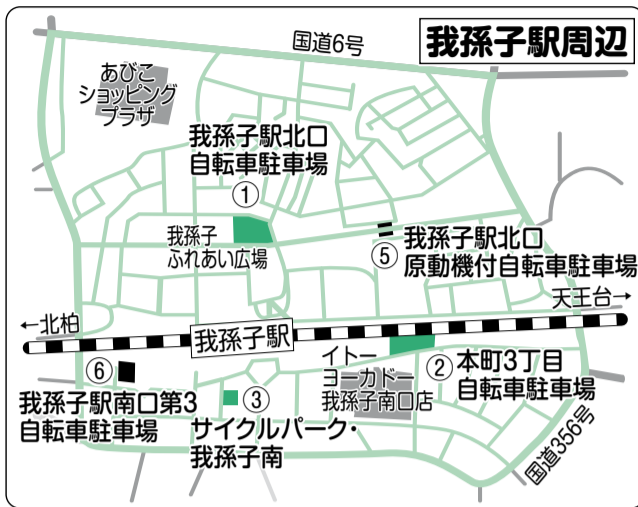 我孫子駅周辺
国道6号
あびこ
ショッピング
プラザ
我孫子駅北口
自転車駐車場
①
我孫子
ふれあい広場
⑤
我孫子駅北口
原動機付自転車駐車場
←北柏
天王台→
我孫子駅
⑥
我孫子駅南口第3
自転車駐車場
③
サイクルパーク・
我孫子南
イトー
ヨーカドー
我孫子南口店
②
本町3丁目
自転車駐車場
国道356号